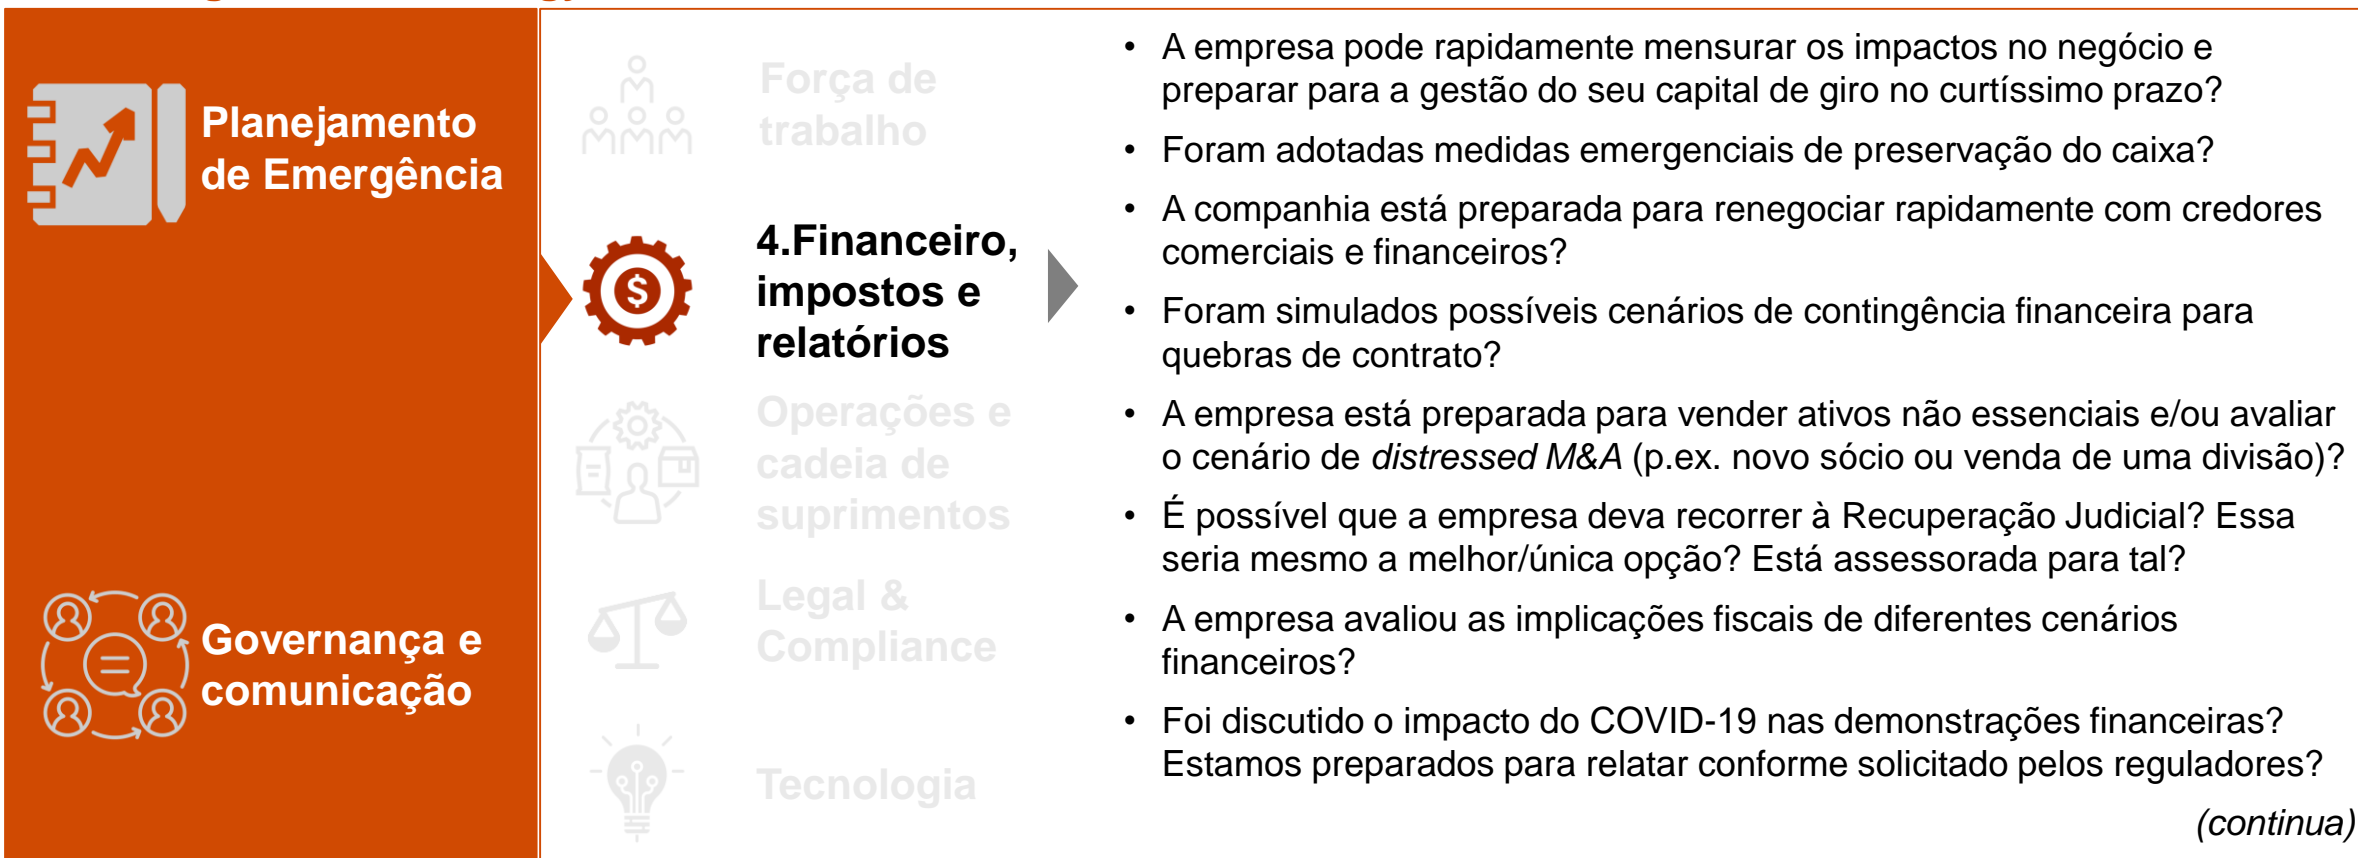 Planejamento
de Emergência
Governança e
comunicação
Força de
trabalho
4.Financeiro,
impostos e
relatórios
Operações e
cadeia de
suprimentos
Legal &
Compliance
Tecnologia
• A empresa pode rapidamente mensurar os impactos no negócio e
preparar para a gestão do seu capital de giro no curtíssimo prazo?
• Foram adotadas medidas emergenciais de preservação do caixa?
• A companhia está preparada para renegociar rapidamente com credores
comerciais e financeiros?
• Foram simulados possíveis cenários de contingência financeira para
quebras de contrato?
• A empresa está preparada para vender ativos não essenciais e/ou avaliar
o cenário de distressed M&A (p.ex. novo sócio ou venda de uma divisão)?
• É possível que a empresa deva recorrer à Recuperação Judicial? Essa
seria mesmo a melhor/única opção? Está assessorada para tal?
• A empresa avaliou as implicações fiscais de diferentes cenários
financeiros?
• Foi discutido o impacto do COVID-19 nas demonstrações financeiras?
Estamos preparados para relatar conforme solicitado pelos reguladores?
(continua)